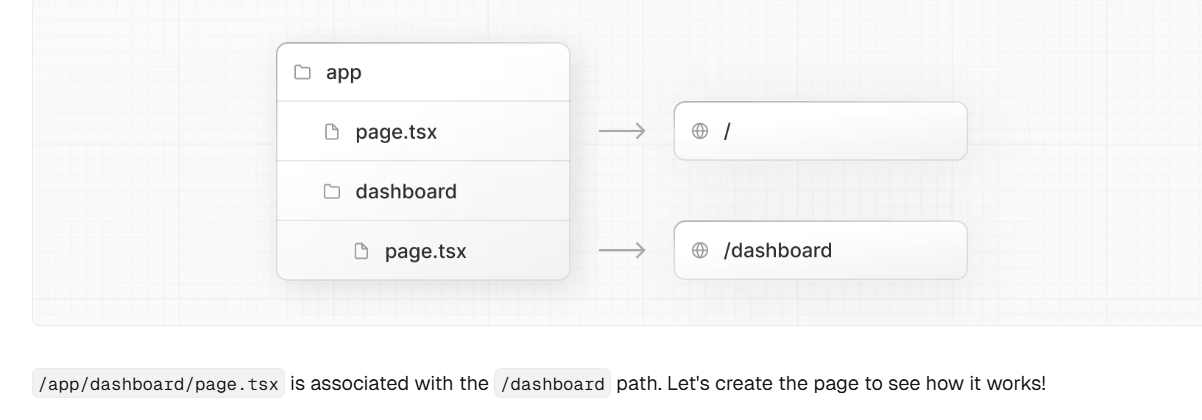 app
page.tsx
/
dashboard
page.tsx
/dashboard
/app/dashboard/page.tsx is associated with the /dashboard path. Let's create the page to see how it works!